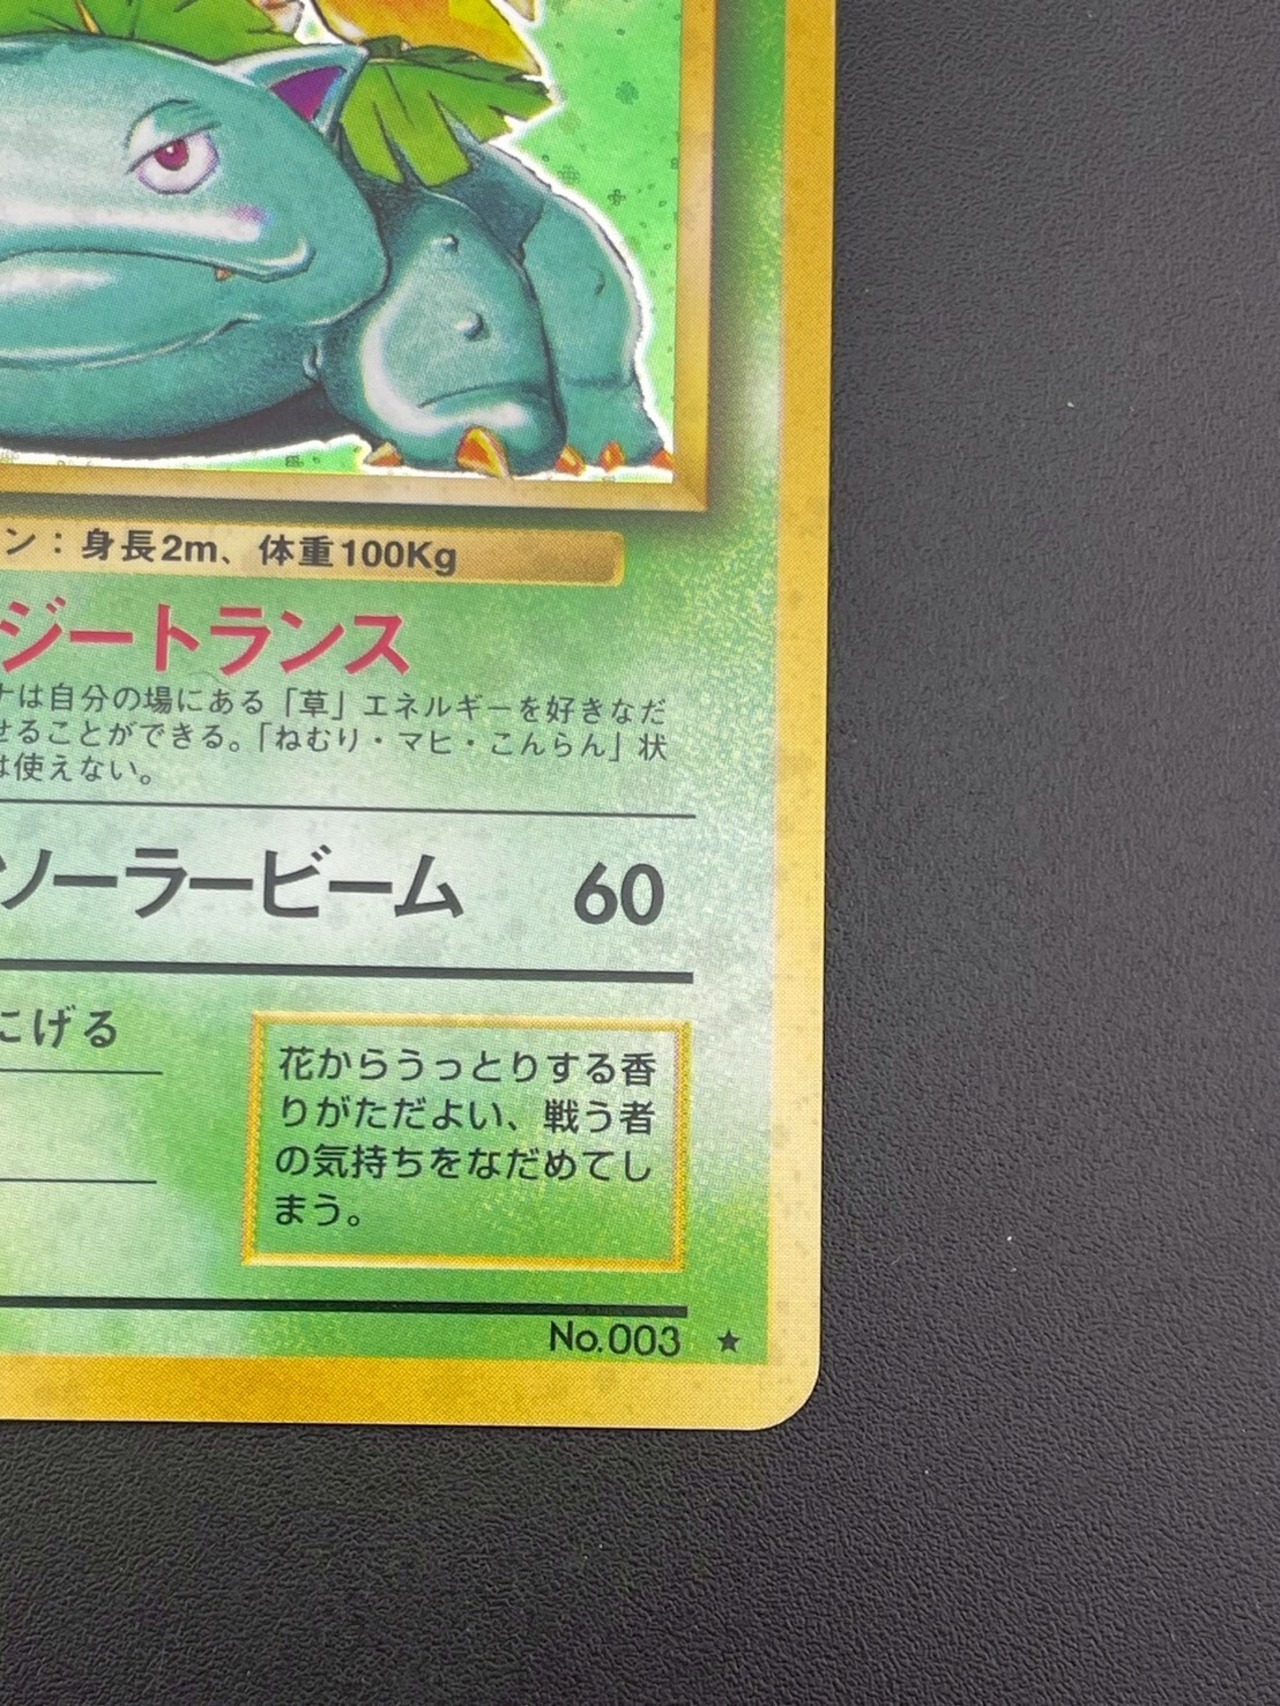 ン：身長2m、体重100Kg
ジートランス
ナは自分の場にある「草」エネルギーを好きなだ
せることができる。「ねむり・マヒ・こんらん」状
は使えない。
ソーラービーム 60
にげる
花からうっとりする香
りがただよい、戦う者
の気持ちをなだめてし
まう。
No.003 ★